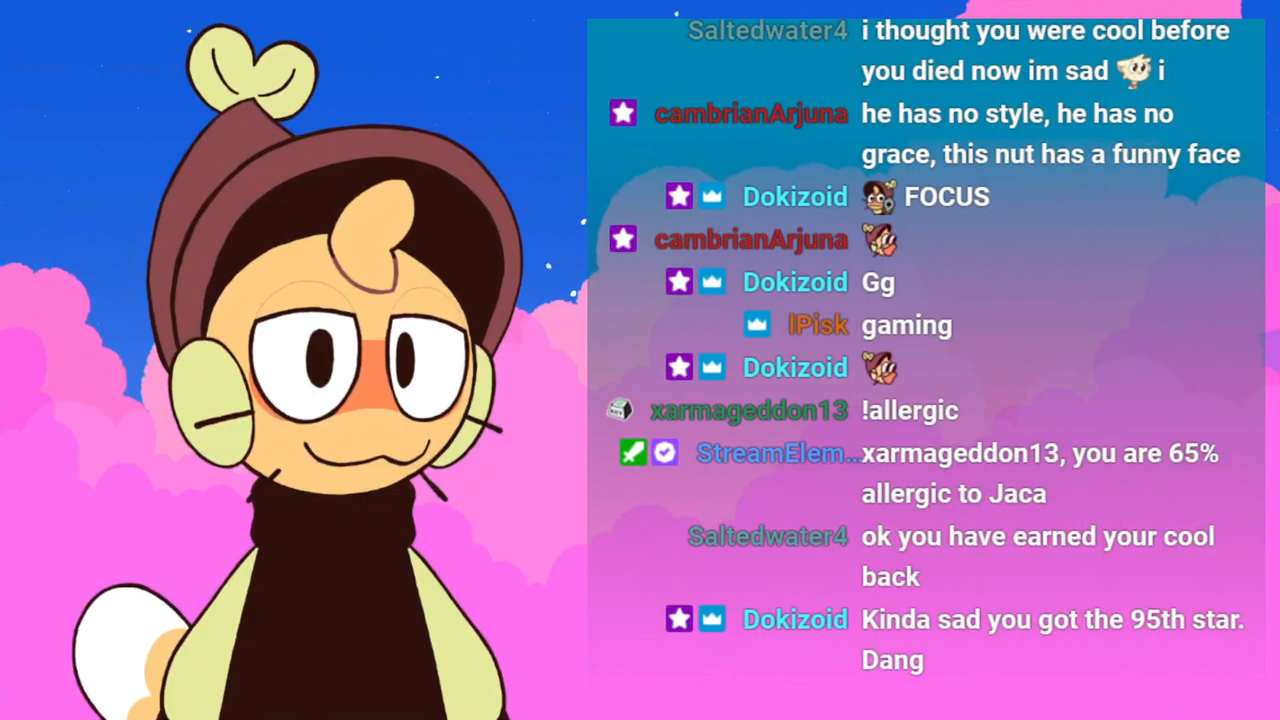 Saltedwater4 i thought you were cool before
you died now im sad i
cambrianArjuna he has no style, he has no
grace, this nut has a funny face
Dokizoid FOCUS
cambrianArjuna
Dokizoid Gg
IPisk gaming
Dokizoid
xarmageddon13 !allergic
StreamElem... xarmageddon13, you are 65%
allergic to Jaca
Saltedwater4 ok you have earned your cool
back
Dokizoid Kinda sad you got the 95th star.
Dang